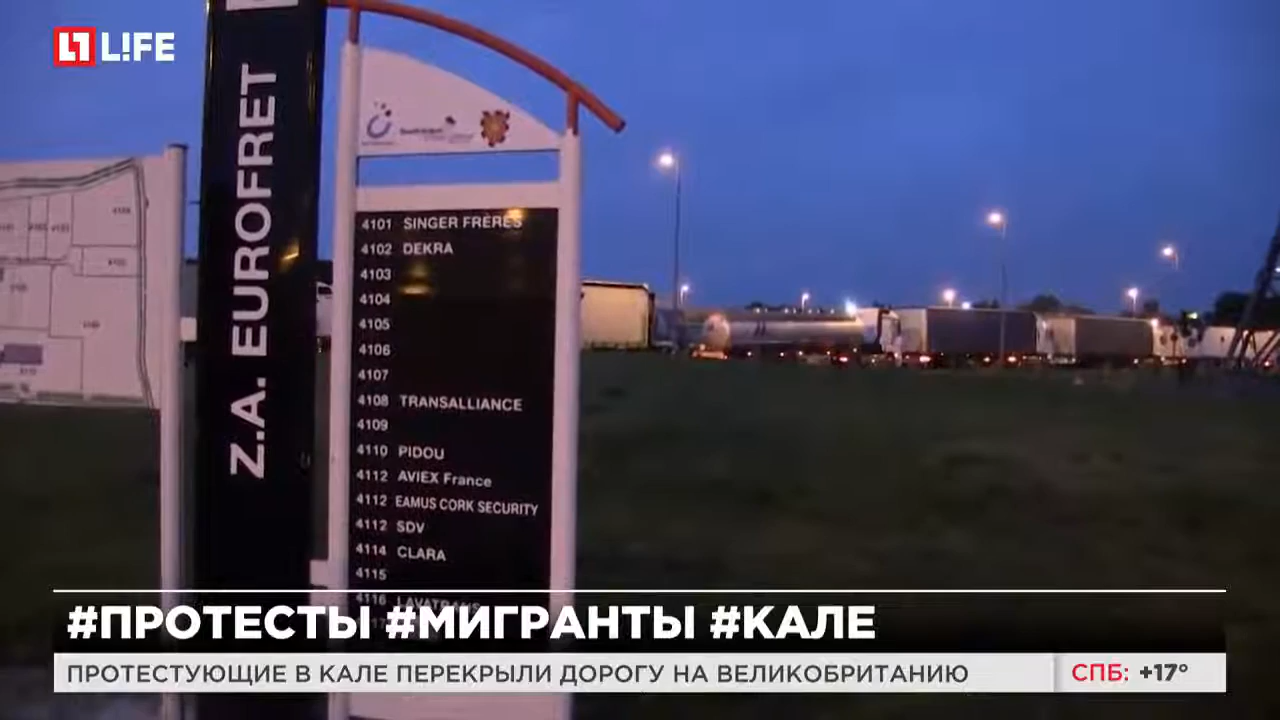 L!FE
Z.A. EUROFRET
4101 SINGER FRÈRES
4102 DEKRA
4103
4104
4105
4106
4107
4108 TRANSALLIANCE
4109
4110 PIDOU
4112 AVIEX France
4112 EAMUS CORK SECURITY
4112 SDV
4114 CLARA
4115
4116
#ПРОТЕСТЫ #МИГРАНТЫ #КАЛЕ
ПРОТЕСТУЮЩИЕ В КАЛЕ ПЕРЕКРЫЛИ ДОРОГУ НА ВЕЛИКОБРИТАНИЮ
СПБ: +17°